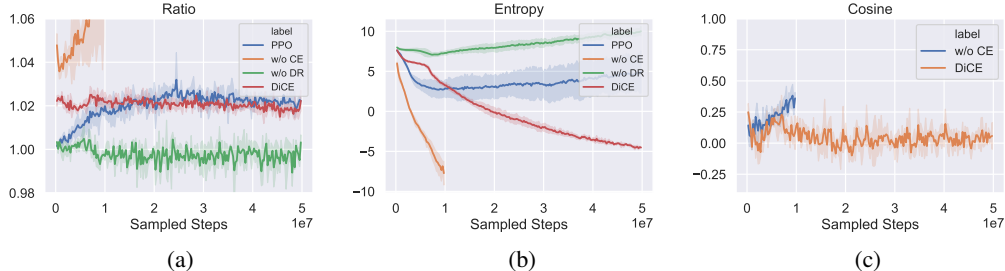 Ratio
1.06
1.04
1.02
1.00
0.98
label
PPO
w/o CE
w/o DR
DiCE
0 1 2 3 4 5
Sampled Steps 1e7
(a)
Entropy
10
5
0
−5
−10
label
PPO
w/o CE
w/o DR
DiCE
0 1 2 3 4 5
Sampled Steps 1e7
(b)
Cosine
1.00
0.75
0.50
0.25
0.00
−0.25
label
w/o CE
DiCE
0 1 2 3 4 5
Sampled Steps 1e7
(c)